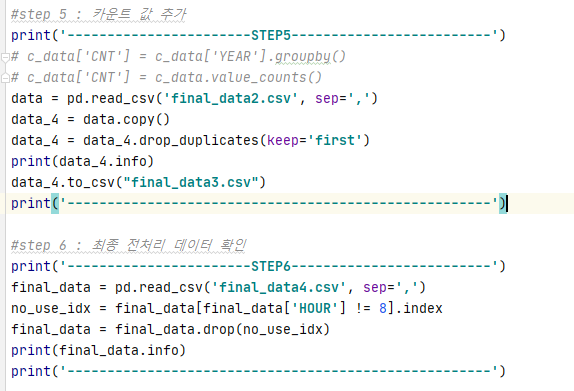 #step 5 : 카운트 값 추가
print('-----------------------STEP5-------------------------')
# c_data['CNT'] = c_data['YEAR'].groupby()
# c_data['CNT'] = c_data.value_counts()
data = pd.read_csv('final_data2.csv', sep=',')
data_4 = data.copy()
data_4 = data_4.drop_duplicates(keep='first')
print(data_4.info)
data_4.to_csv("final_data3.csv")
print('-----------------------------------------------------')
#step 6 : 최종 전처리 데이터 확인
print('-----------------------STEP6-------------------------')
final_data = pd.read_csv('final_data4.csv', sep=',')
no_use_idx = final_data[final_data['HOUR'] != 8].index
final_data = final_data.drop(no_use_idx)
print(final_data.info)
print('-----------------------------------------------------')